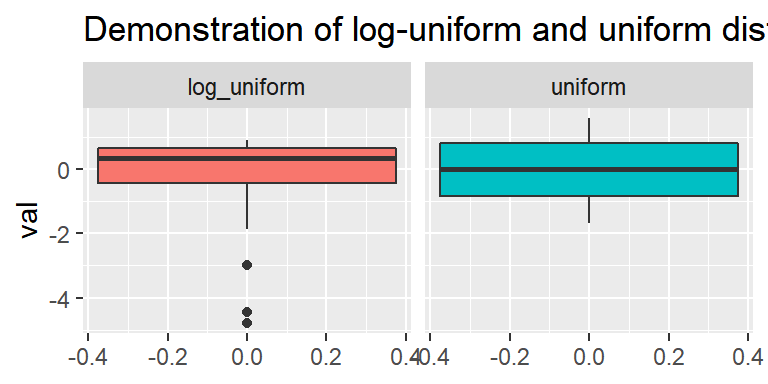 Demonstration of log-uniform and uniform dist
log_uniform uniform
val
0
-2
-4
-0.4 -0.2 0.0 0.2 0.4 -0.4 -0.2 0.0 0.2 0.4